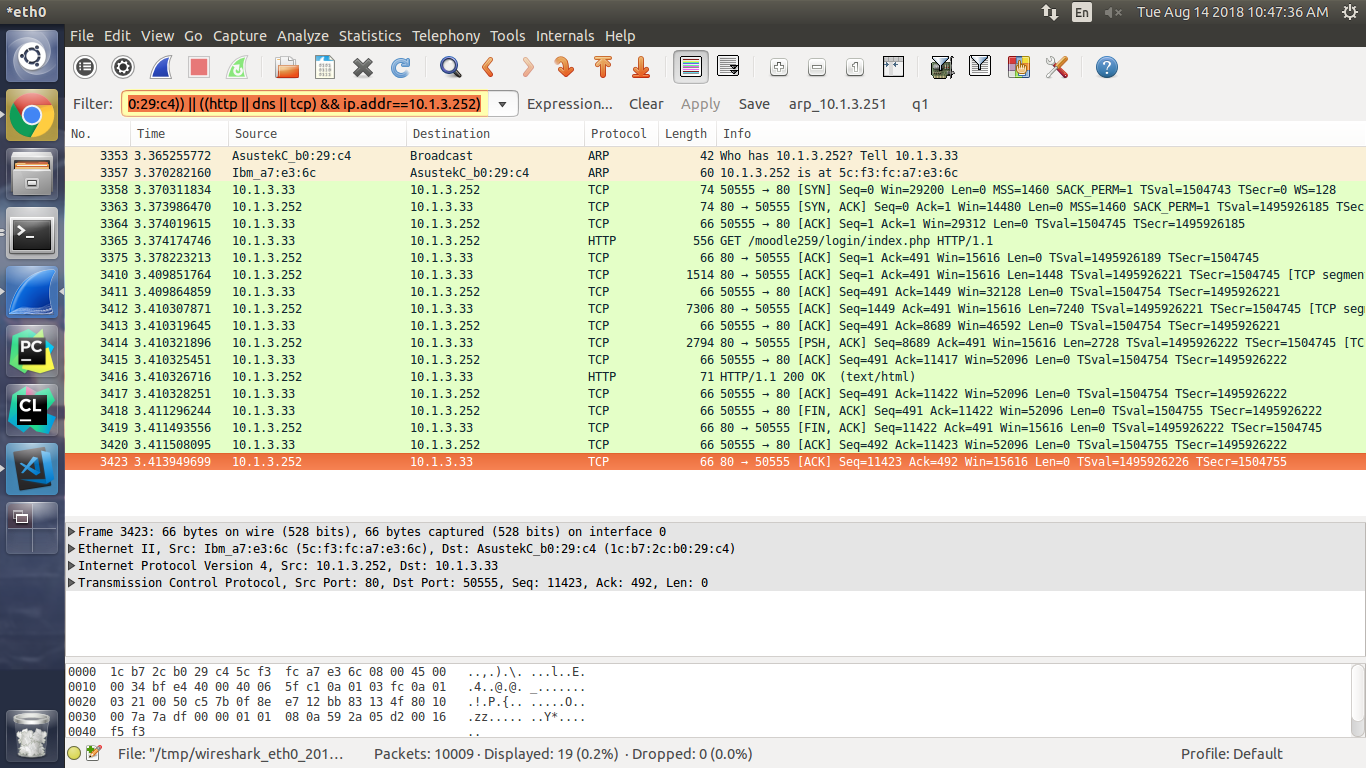 *eth0
En
Tue Aug 14 2018 10:47:36 AM
File Edit View Go Capture Analyze Statistics Telephony Tools Internals Help
Filter: 0:29:c4)) || ((http || dns || tcp) && ip.addr==10.1.3.252) Expression... Clear Apply Save arp_10.1.3.251 q1
No. Time Source Destination Protocol Length Info
3353 3.365255772 AsustekC_b0:29:c4 Broadcast ARP 42 Who has 10.1.3.252? Tell 10.1.3.33
3357 3.370282160 Ibm_a7:e3:6c AsustekC_b0:29:c4 ARP 60 10.1.3.252 is at 5c:f3:fc:a7:e3:6c
3358 3.370311834 10.1.3.33 10.1.3.252 TCP 74 50555 → 80 [SYN] Seq=0 Win=29200 Len=0 MSS=1460 SACK_PERM=1 TSval=1504743 TSecr=0 WS=128
3363 3.373986470 10.1.3.252 10.1.3.33 TCP 74 80 → 50555 [SYN, ACK] Seq=0 Ack=1 Win=14480 Len=0 MSS=1460 SACK_PERM=1 TSval=1495926185 TSec
3364 3.374019615 10.1.3.33 10.1.3.252 TCP 66 50555 → 80 [ACK] Seq=1 Ack=1 Win=29312 Len=0 TSval=1504745 TSecr=1495926185
3365 3.374174746 10.1.3.33 10.1.3.252 HTTP 556 GET /moodle259/login/index.php HTTP/1.1
3375 3.378223213 10.1.3.252 10.1.3.33 TCP 66 80 → 50555 [ACK] Seq=1 Ack=491 Win=15616 Len=0 TSval=1495926189 TSecr=1504745
3410 3.409851764 10.1.3.252 10.1.3.33 TCP 1514 80 → 50555 [ACK] Seq=1 Ack=491 Win=15616 Len=1448 TSval=1495926221 TSecr=1504745 [TCP segmen
3411 3.409864859 10.1.3.33 10.1.3.252 TCP 66 50555 → 80 [ACK] Seq=491 Ack=1449 Win=32128 Len=0 TSval=1504754 TSecr=1495926221
3412 3.410307871 10.1.3.252 10.1.3.33 TCP 7306 80 → 50555 [ACK] Seq=1449 Ack=491 Win=15616 Len=7240 TSval=1495926221 TSecr=1504745 [TCP seg
3413 3.410319645 10.1.3.33 10.1.3.252 TCP 66 50555 → 80 [ACK] Seq=491 Ack=8689 Win=46592 Len=0 TSval=1504754 TSecr=1495926221
3414 3.410321896 10.1.3.252 10.1.3.33 TCP 2794 80 → 50555 [PSH, ACK] Seq=8689 Ack=491 Win=15616 Len=2728 TSval=1495926222 TSecr=1504745 [TC
3415 3.410325451 10.1.3.33 10.1.3.252 TCP 66 50555 → 80 [ACK] Seq=491 Ack=11417 Win=52096 Len=0 TSval=1504754 TSecr=1495926222
3416 3.410326716 10.1.3.252 10.1.3.33 HTTP 71 HTTP/1.1 200 OK (text/html)
3417 3.410328251 10.1.3.33 10.1.3.252 TCP 66 50555 → 80 [ACK] Seq=491 Ack=11422 Win=52096 Len=0 TSval=1504754 TSecr=1495926222
3418 3.411296244 10.1.3.33 10.1.3.252 TCP 66 50555 → 80 [FIN, ACK] Seq=491 Ack=11422 Win=52096 Len=0 TSval=1504755 TSecr=1495926222
3419 3.411493556 10.1.3.252 10.1.3.33 TCP 66 80 → 50555 [FIN, ACK] Seq=11422 Ack=491 Win=15616 Len=0 TSval=1495926222 TSecr=1504745
3420 3.411508095 10.1.3.33 10.1.3.252 TCP 66 50555 → 80 [ACK] Seq=492 Ack=11423 Win=52096 Len=0 TSval=1504755 TSecr=1495926222
3423 3.413949699 10.1.3.252 10.1.3.33 TCP 66 80 → 50555 [ACK] Seq=11423 Ack=492 Win=15616 Len=0 TSval=1495926226 TSecr=1504755
PC
CL
Frame 3423: 66 bytes on wire (528 bits), 66 bytes captured (528 bits) on interface 0
Ethernet II, Src: Ibm_a7:e3:6c (5c:f3:fc:a7:e3:6c), Dst: AsustekC_b0:29:c4 (1c:b7:2c:b0:29:c4)
Internet Protocol Version 4, Src: 10.1.3.252, Dst: 10.1.3.33
Transmission Control Protocol, Src Port: 80, Dst Port: 50555, Seq: 11423, Ack: 492, Len: 0
0000 1c b7 2c b0 29 c4 5c f3 fc a7 e3 6c 08 00 45 00 ..,.).\. ...l..E.
0010 00 34 bf e4 40 00 40 06 5f c1 0a 01 03 fc 0a 01 .4..@.@. _.......
0020 03 21 00 50 c5 7b 0f 8e e7 12 bb 83 13 4f 80 10 .!.P.{.. .....O..
0030 00 7a 7a df 00 00 01 01 08 0a 59 2a 05 d2 00 16 .zz..... ..Y*....
0040 f5 f3 ..
File: "/tmp/wireshark_eth0_201... Packets: 10009 · Displayed: 19 (0.2%) · Dropped: 0 (0.0%) Profile: Default